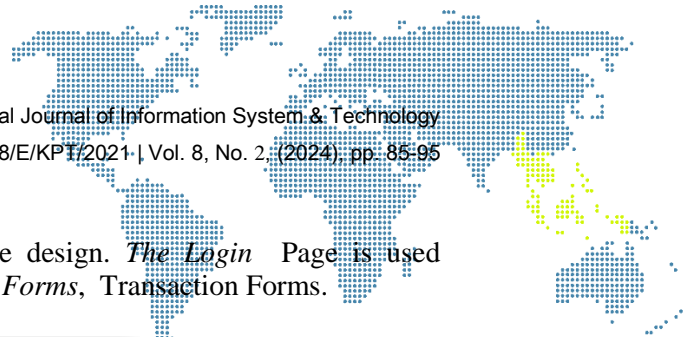 al Journal of Information System & Technology
8/E/KPT/2021 | Vol. 8, No. 2, (2024), pp. 85-95
e design. The Login Page is used
Forms, Transaction Forms.